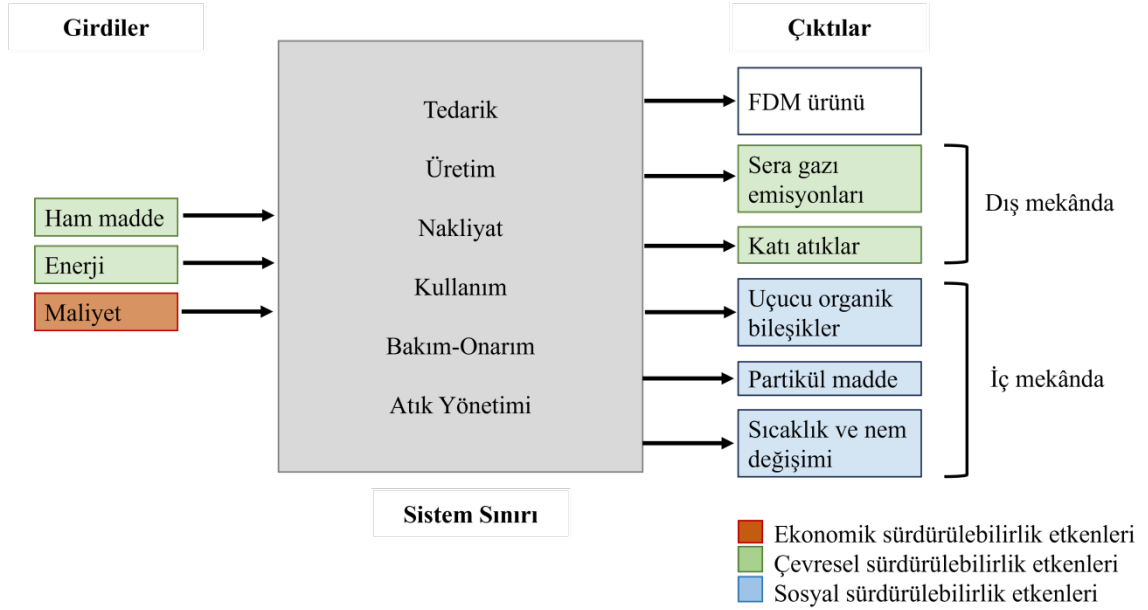 Girdiler
Ham madde
Enerji
Maliyet
Tedarik
Üretim
Nakliyat
Kullanım
Bakım-Onarım
Atık Yönetimi
Sistem Sınırı
Çıktılar
FDM ürünü
Sera gazı
emisyonları
Katı atıklar
Dış mekânda
Uçucu organik
bileşikler
Partikül madde
Sıcaklık ve nem
değişimi
İç mekânda
Ekonomik sürdürülebilirlik etkenleri
Çevresel sürdürülebilirlik etkenleri
Sosyal sürdürülebilirlik etkenleri